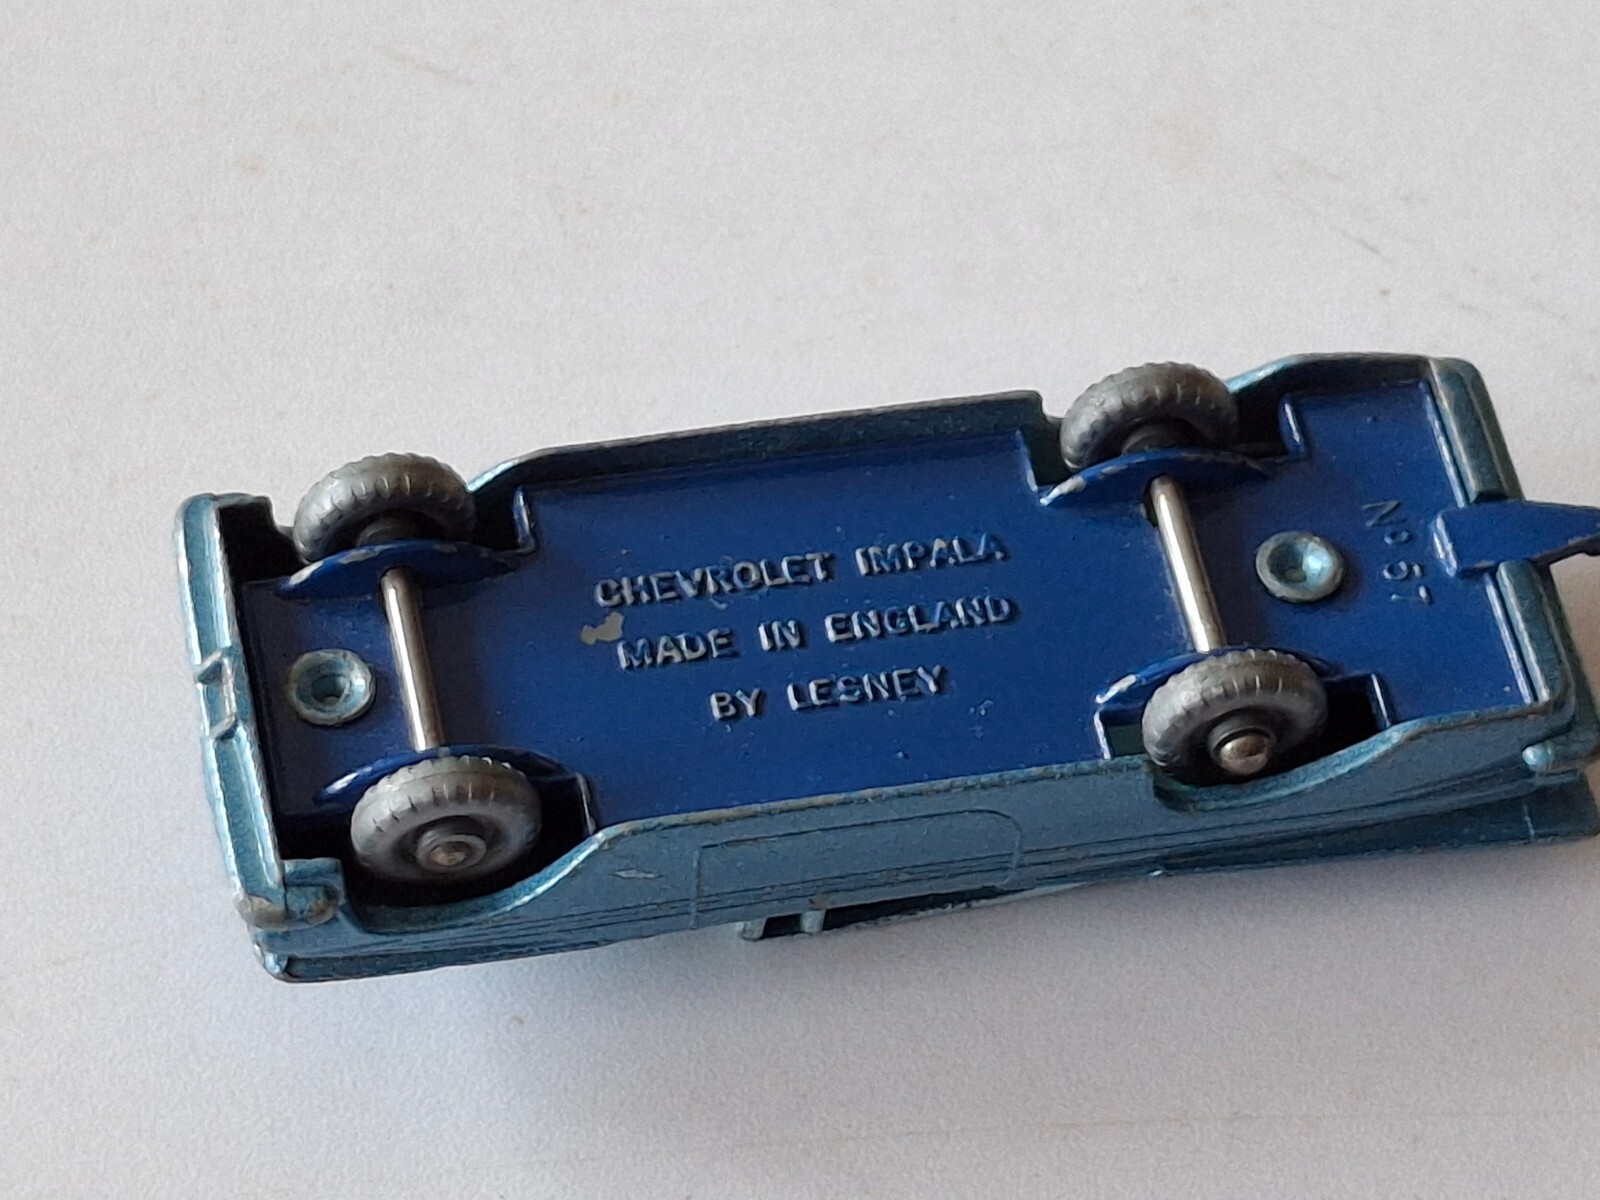 CHEVROLET IMPALA
MADE IN ENGLAND
BY LESNEY
No 57